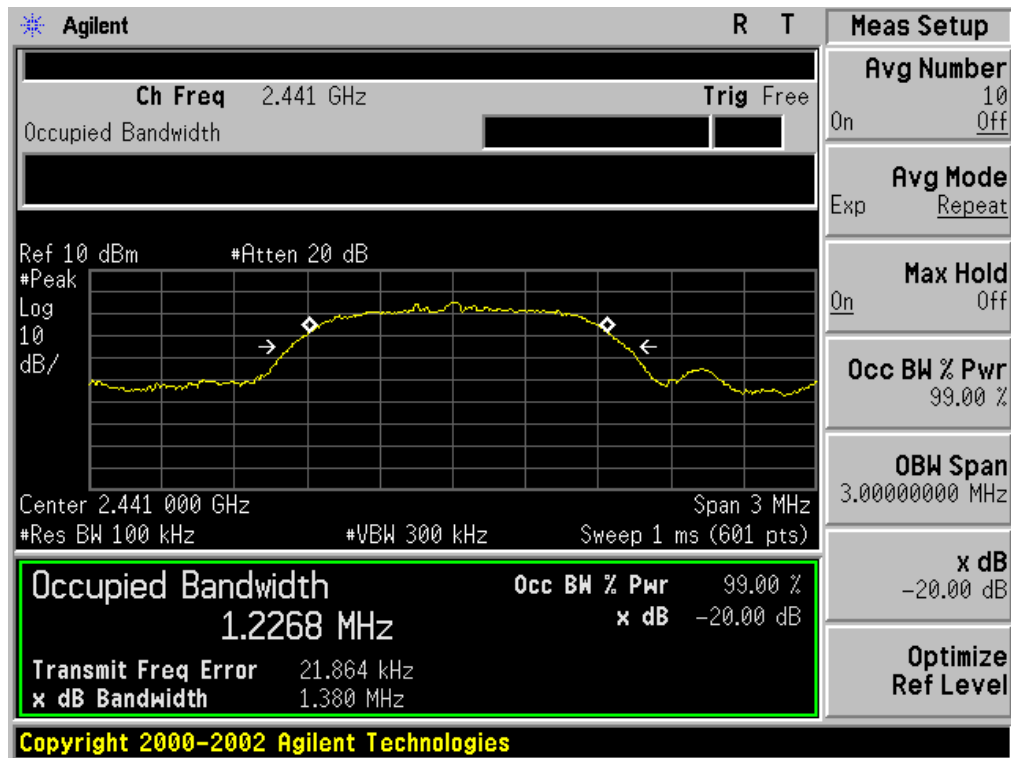 Agilent R T
Ch Freq 2.441 GHz Trig Free
Occupied Bandwidth
Ref 10 dBm #Atten 20 dB
#Peak
Log
10
dB/
Center 2.441 000 GHz Span 3 MHz
#Res BW 100 kHz #VBW 300 kHz Sweep 1 ms (601 pts)
Occupied Bandwidth Occ BW % Pwr 99.00 %
1.2268 MHz x dB -20.00 dB
Transmit Freq Error 21.864 kHz
x dB Bandwidth 1.380 MHz
Copyright 2000-2002 Agilent Technologies
Meas Setup
Avg Number
10
On Off
Avg Mode
Exp Repeat
Max Hold
On Off
Occ BW % Pwr
99.00 %
OBW Span
3.00000000 MHz
x dB
-20.00 dB
Optimize
Ref Level